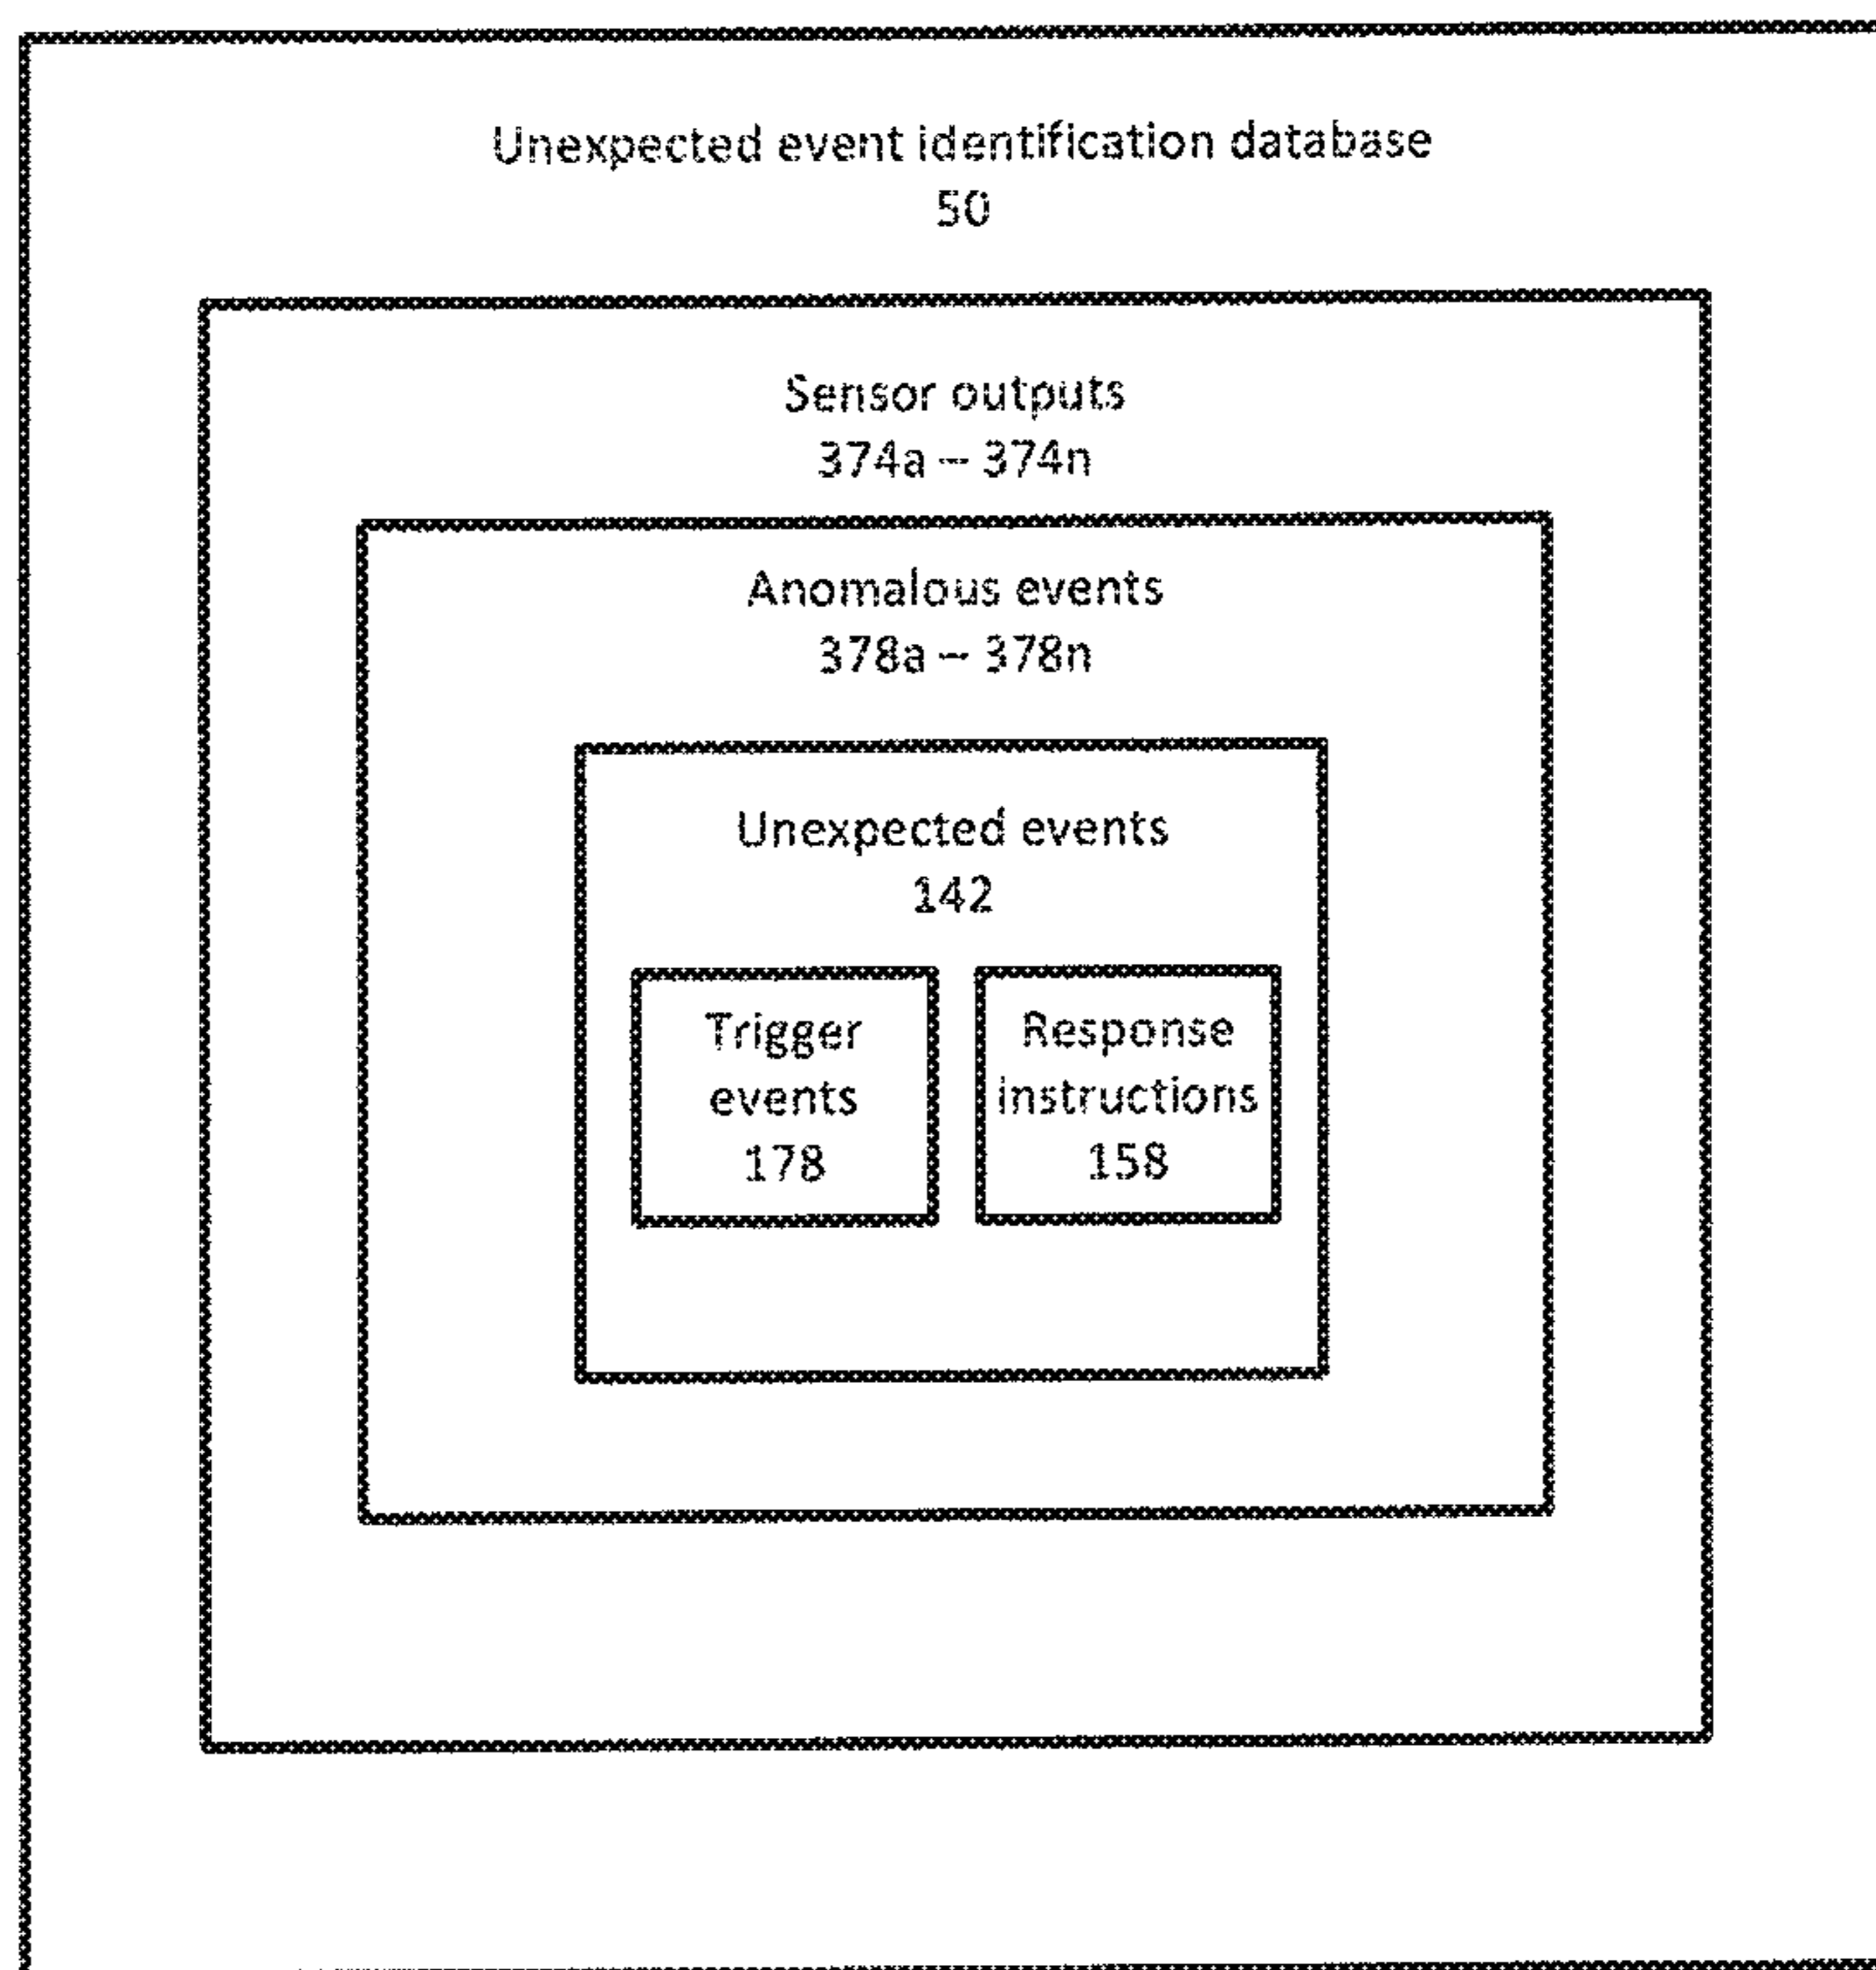 Unexpected event identification database
50
Sensor outputs
374a – 374n
Anomalous events
378a – 378n
Unexpected events
142
Trigger
events
178
Response
instructions
158